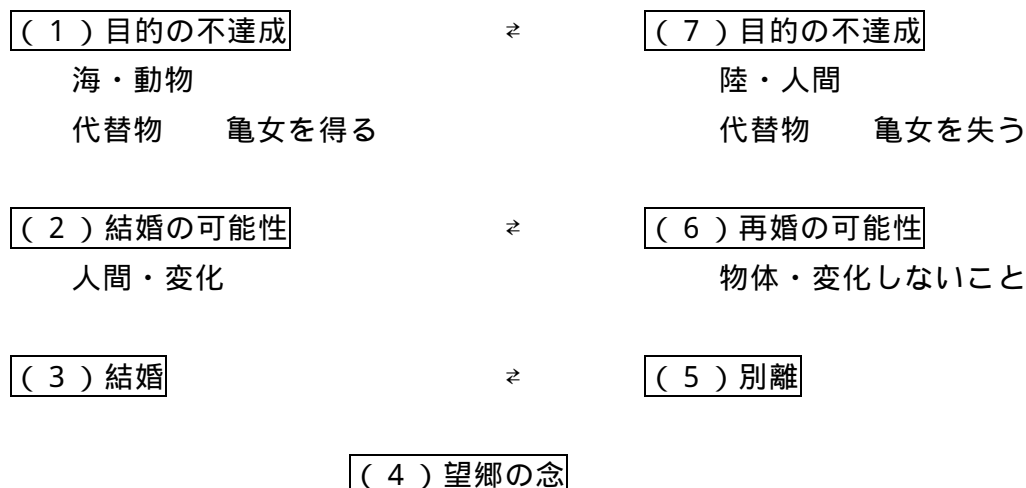 (1)目的の不達成 ⇄ (7)目的の不達成
海・動物 陸・人間
代替物 亀女を得る 代替物 亀女を失う
(2)結婚の可能性 ⇄ (6)再婚の可能性
人間・変化 物体・変化しないこと
(3)結婚 ⇄ (5)別離
(4)望郷の念